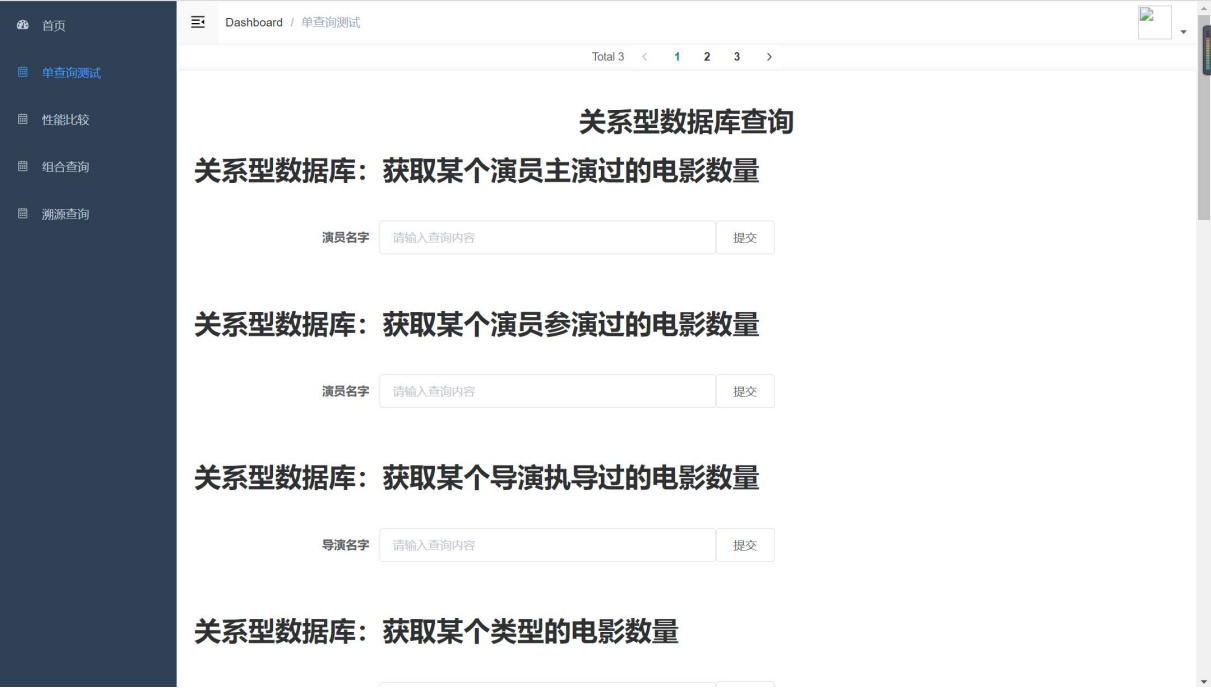 首页
单查询测试
性能比较
组合查询
溯源查询
Dashboard / 单查询测试
Total 3 < 1 2 3 >
关系型数据库查询
关系型数据库：获取某个演员主演过的电影数量
演员名字 请输入查询内容 提交
关系型数据库：获取某个演员参演过的电影数量
演员名字 请输入查询内容 提交
关系型数据库：获取某个导演执导过的电影数量
导演名字 请输入查询内容 提交
关系型数据库：获取某个类型的电影数量